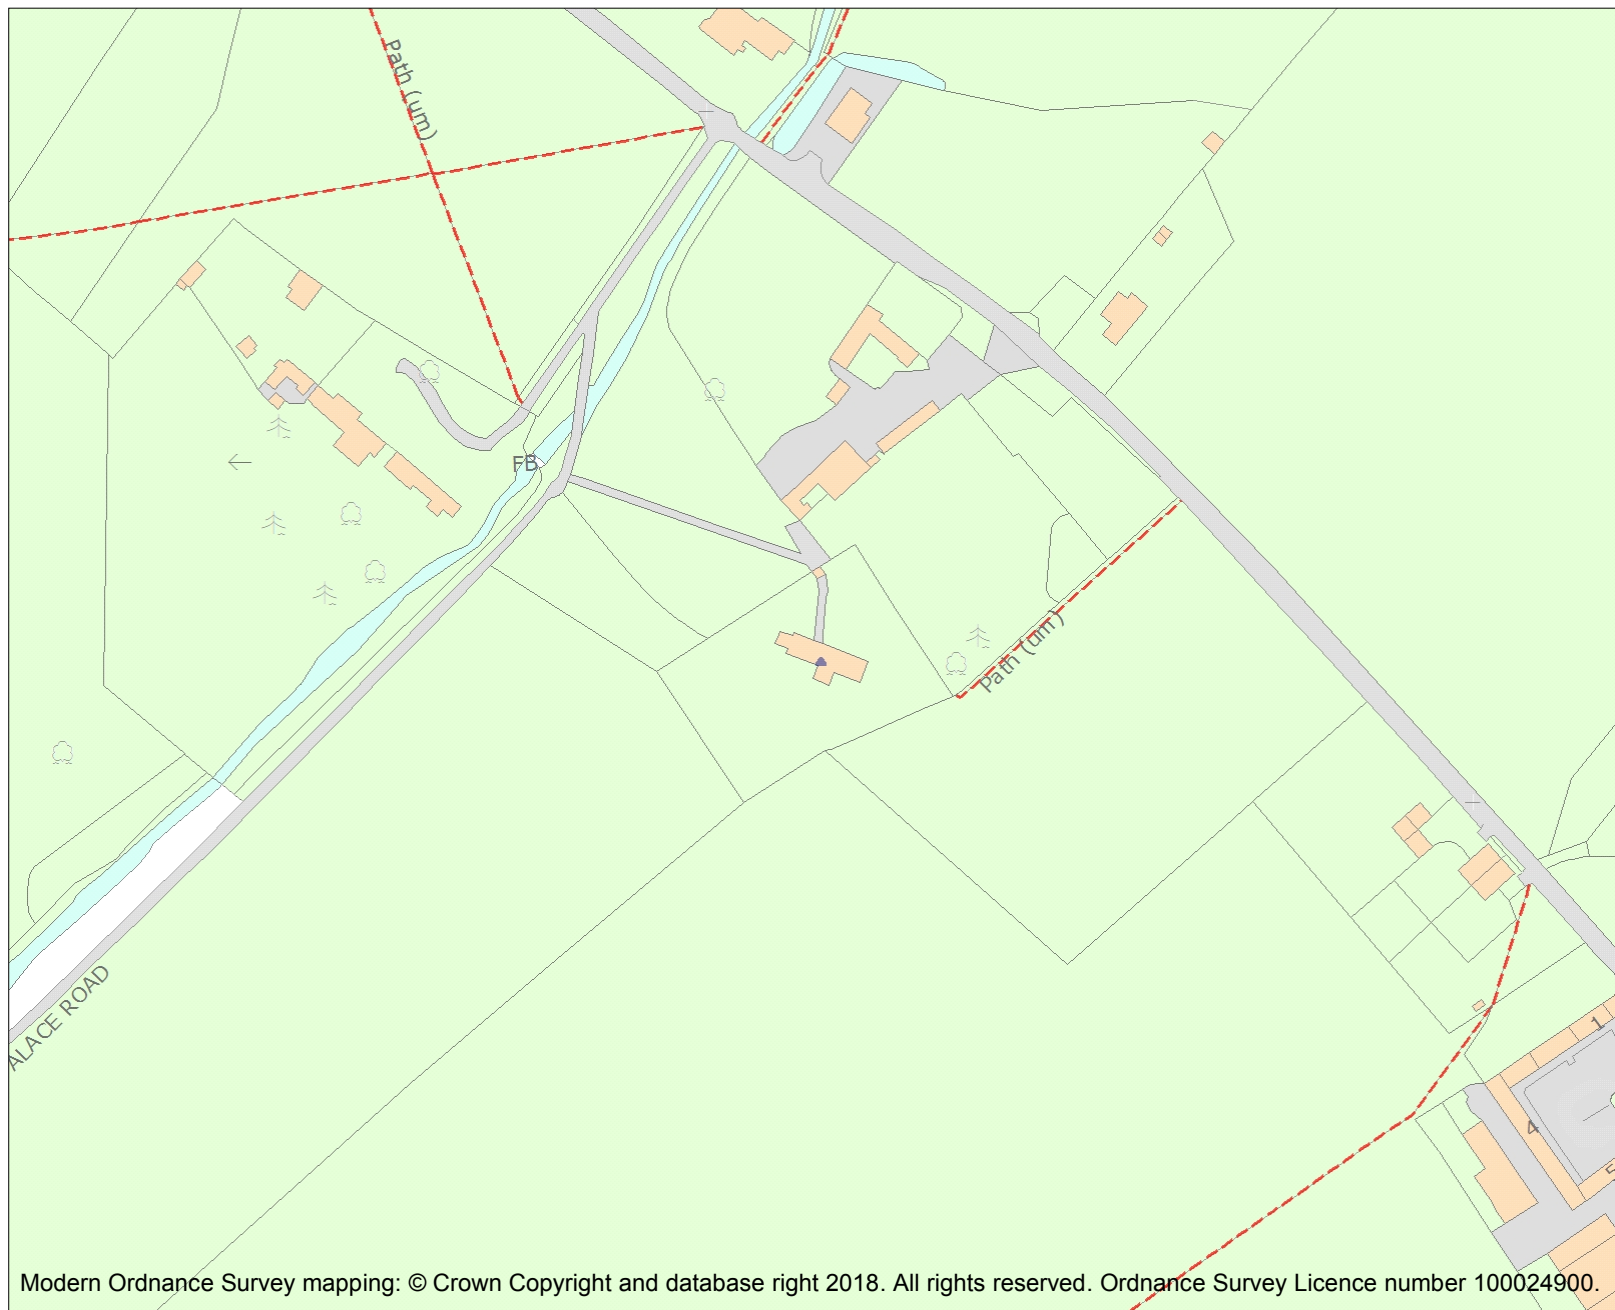 Path (um)
FB
Path (um)
ALACE ROAD
1
4
5
Modern Ordnance Survey mapping: © Crown Copyright and database right 2018. All rights reserved. Ordnance Survey Licence number 100024900.